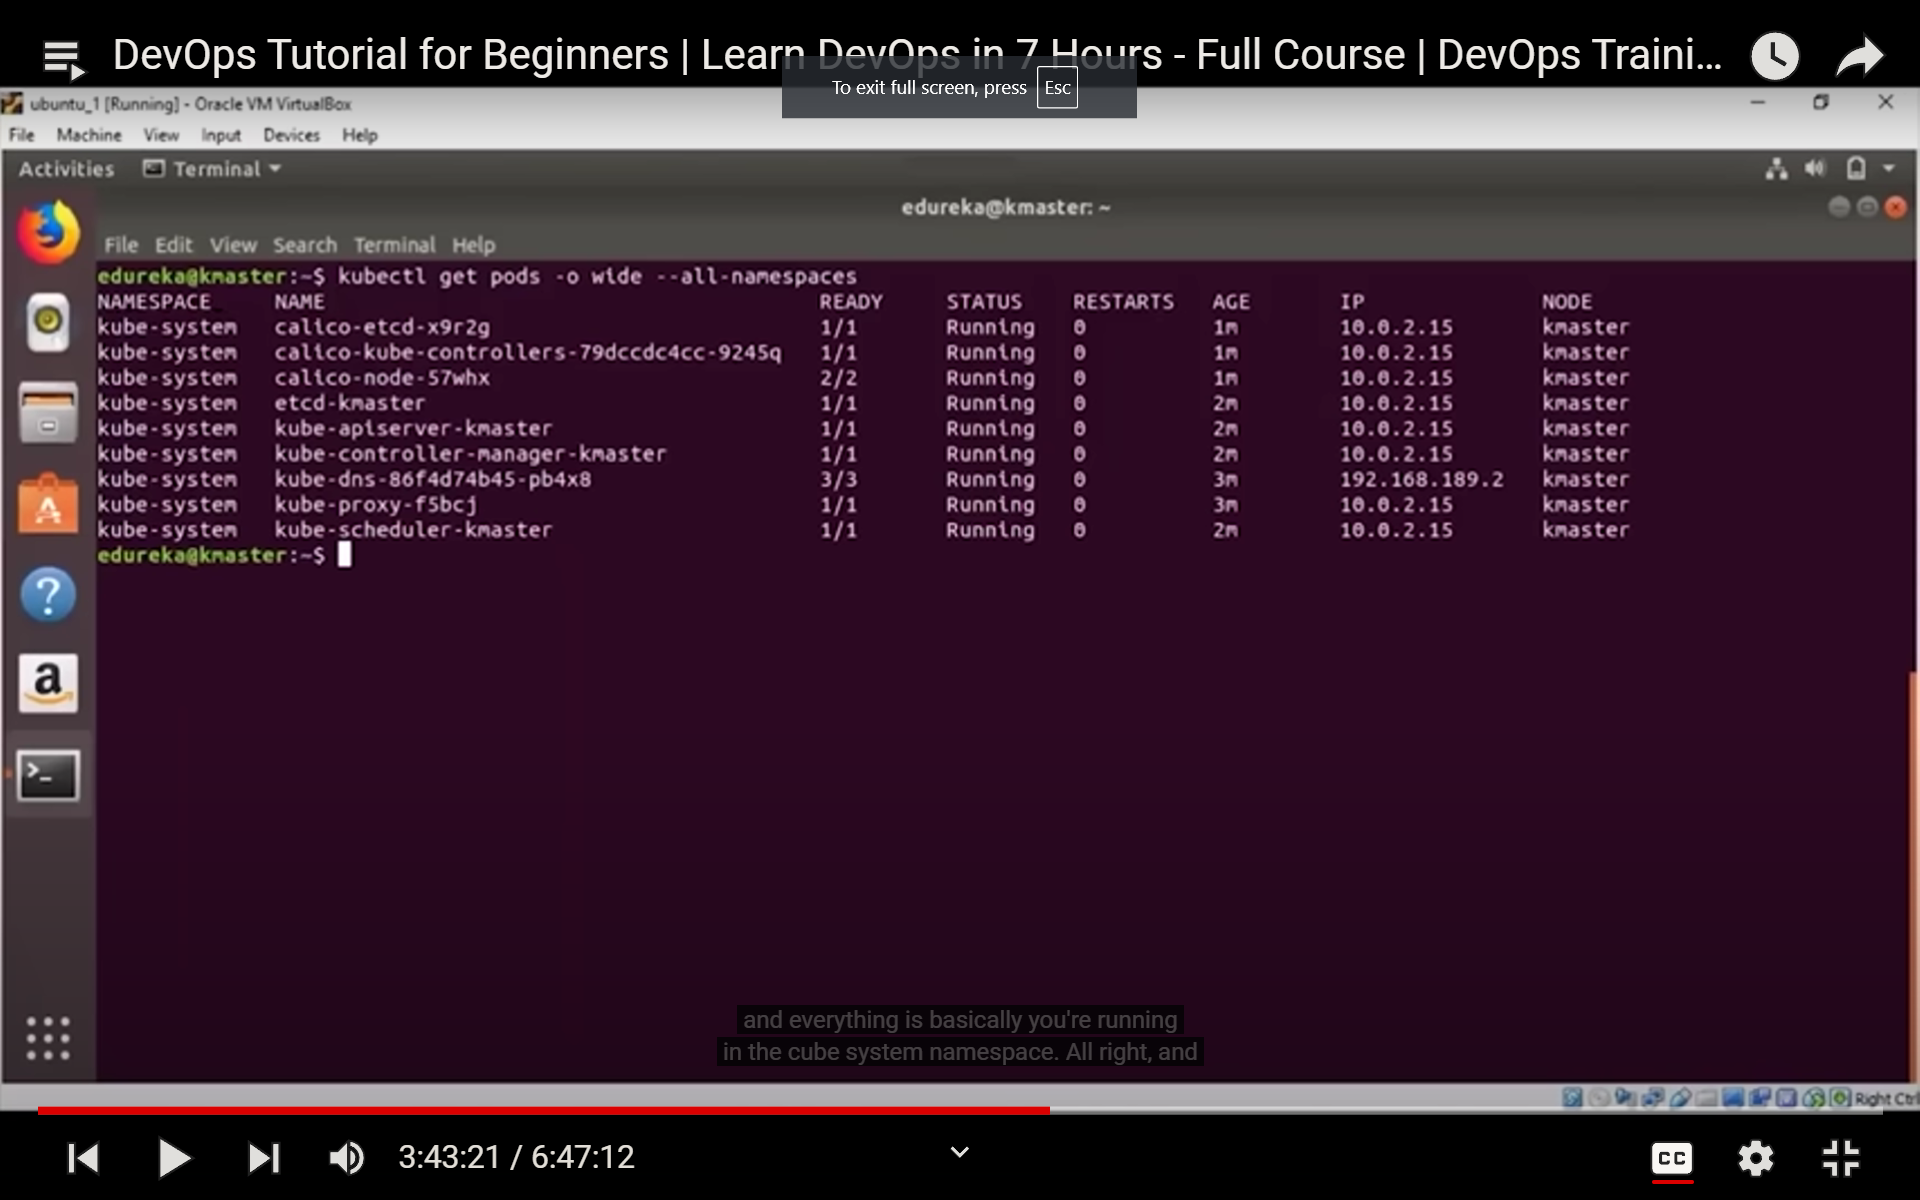 DevOps Tutorial for Beginners | Learn DevOps in 7 Hours - Full Course | DevOps Traini...
To exit full screen, press Esc
ubuntu_1 [Running] - Oracle VM VirtualBox
File Machine View Input Devices Help
Activities Terminal
edureka@kmaster: ~
File Edit View Search Terminal Help
edureka@kmaster:~$ kubectl get pods -o wide --all-namespaces
NAMESPACE NAME READY STATUS RESTARTS AGE IP NODE
kube-system calico-etcd-x9r2g 1/1 Running 0 1m 10.0.2.15 kmaster
kube-system calico-kube-controllers-79dccdc4cc-9245q 1/1 Running 0 1m 10.0.2.15 kmaster
kube-system calico-node-57whx 2/2 Running 0 1m 10.0.2.15 kmaster
kube-system etcd-kmaster 1/1 Running 0 2m 10.0.2.15 kmaster
kube-system kube-apiserver-kmaster 1/1 Running 0 2m 10.0.2.15 kmaster
kube-system kube-controller-manager-kmaster 1/1 Running 0 2m 10.0.2.15 kmaster
kube-system kube-dns-86f4d74b45-pb4x8 3/3 Running 0 3m 192.168.189.2 kmaster
kube-system kube-proxy-f5bcj 1/1 Running 0 3m 10.0.2.15 kmaster
kube-system kube-scheduler-kmaster 1/1 Running 0 2m 10.0.2.15 kmaster
edureka@kmaster:~$
and everything is basically you're running
in the cube system namespace. All right, and
Right Ctrl
3:43:21 / 6:47:12
CC